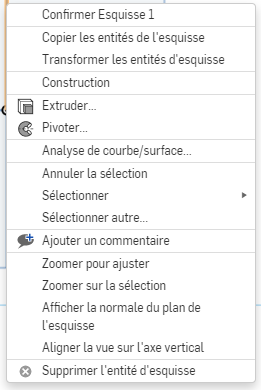 Confirmer Esquisse 1
Copier les entités de l'esquisse
Transformer les entités d'esquisse
Construction
Extruder...
Pivoter...
Analyse de courbe/surface...
Annuler la sélection
Sélectionner
Sélectionner autre...
Ajouter un commentaire
Zoomer pour ajuster
Zoomer sur la sélection
Afficher la normale du plan de
l'esquisse
Aligner la vue sur l'axe vertical
Supprimer l'entité d'esquisse